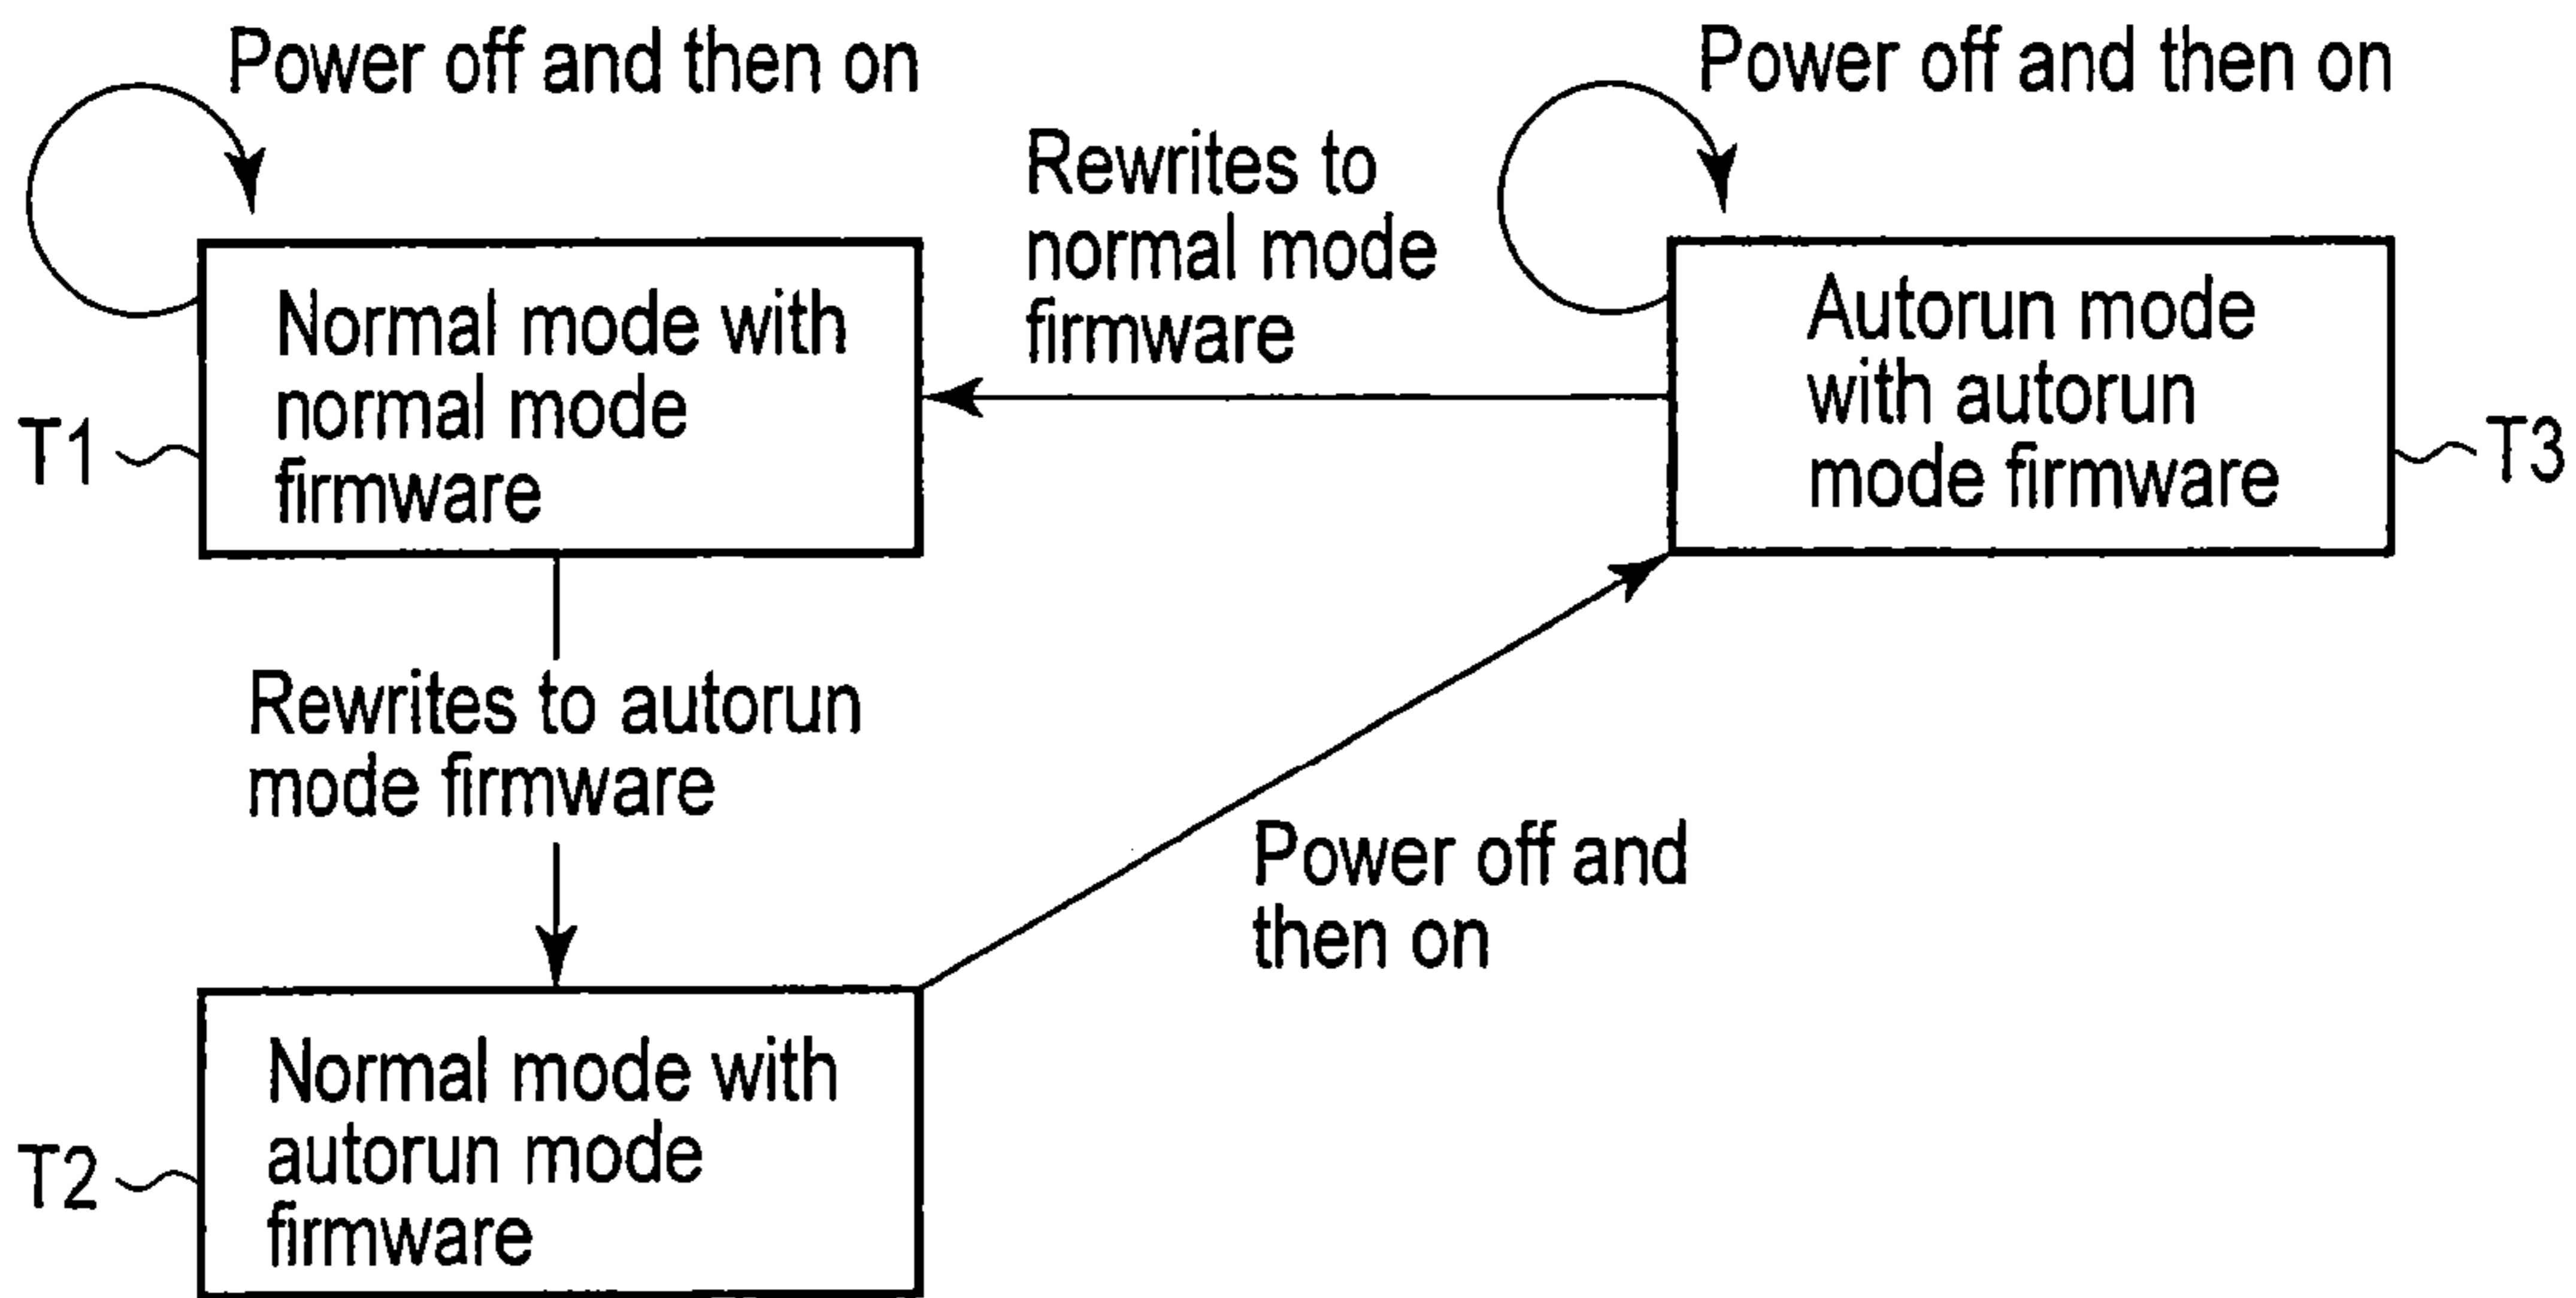 Power off and then on
Power off and then on
Rewrites to
normal mode
firmware
Normal mode with
normal mode
firmware
T1
Autorun mode
with autorun
mode firmware
T3
Rewrites to autorun
mode firmware
Power off and
then on
Normal mode with
autorun mode
firmware
T2